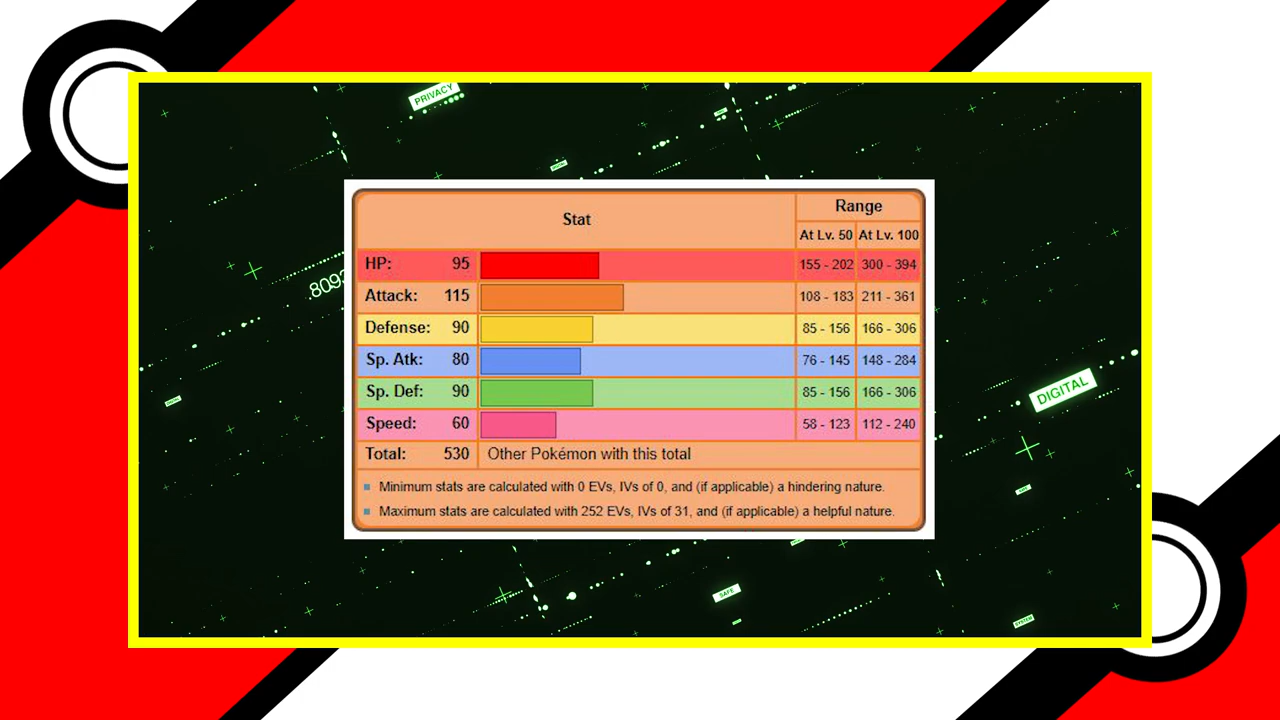 PRIVACY
Stat
Range
At Lv. 50 At Lv. 100
HP: 95 155 - 202 300 - 394
Attack: 115 108 - 183 211 - 361
Defense: 90 85 - 156 166 - 306
Sp. Atk: 80 76 - 145 148 - 284
Sp. Def: 90 85 - 156 166 - 306
Speed: 60 58 - 123 112 - 240
Total: 530 Other Pokémon with this total
Minimum stats are calculated with 0 EVs, IVs of 0, and (if applicable) a hindering nature.
Maximum stats are calculated with 252 EVs, IVs of 31, and (if applicable) a helpful nature.
DIGITAL
SAFE